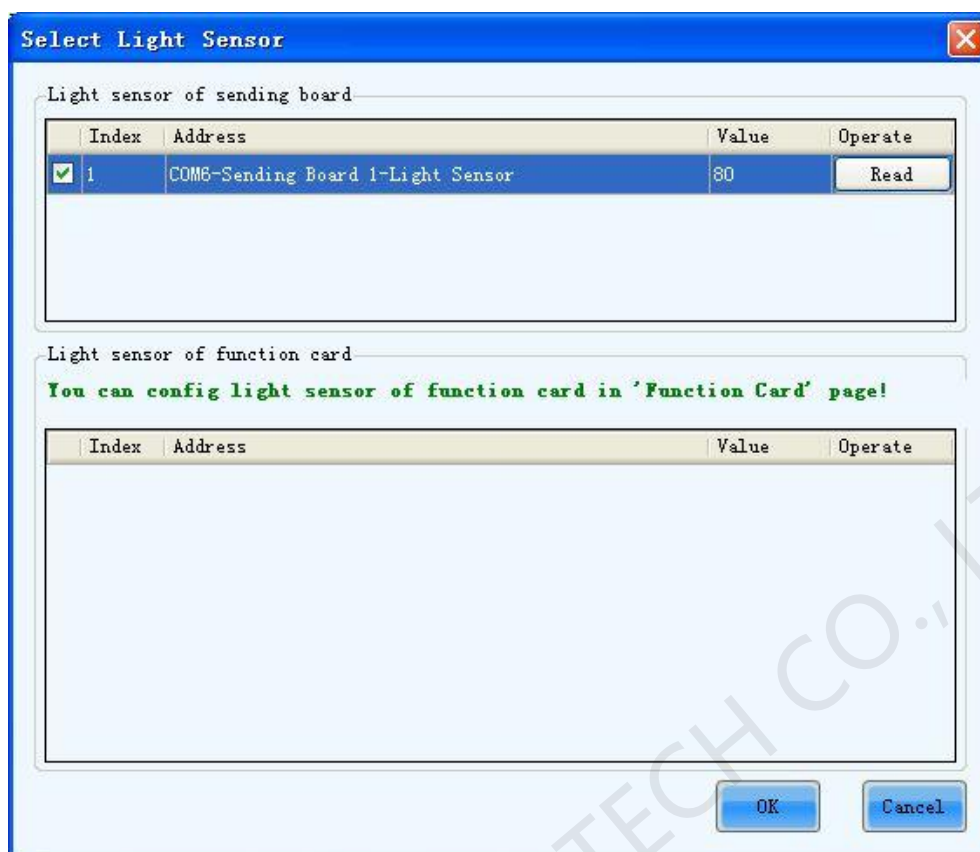 Select Light Sensor
Light sensor of sending board
Index Address Value Operate
1 COM6-Sending Board 1-Light Sensor 80 Read
Light sensor of function card
You can config light sensor of function card in 'Function Card' page!
Index Address Value Operate
OK Cancel
TECH CO.,